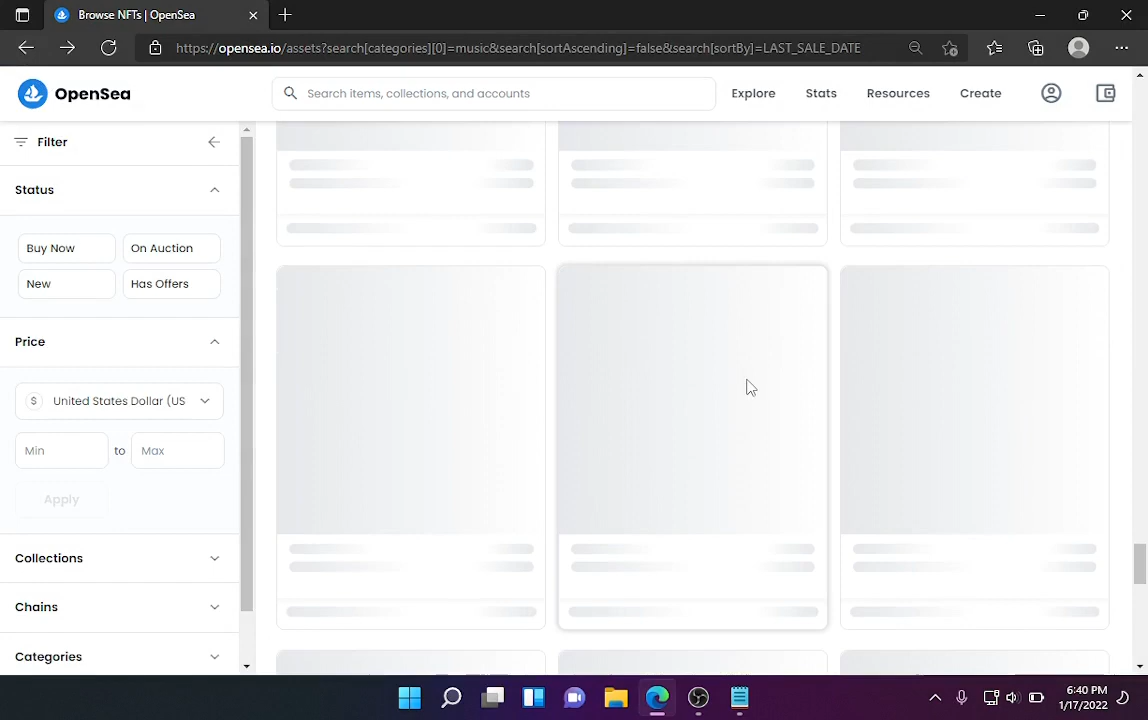 Browse NFTs | OpenSea
https://opensea.io/assets?search[categories][0]=music&search[sortAscending]=false&search[sortBy]=LAST_SALE_DATE
OpenSea
Search items, collections, and accounts
Explore
Stats
Resources
Create
Filter
Status
Buy Now
On Auction
New
Has Offers
Price
$ United States Dollar (US
Min
to
Max
Apply
Collections
Chains
Categories
6:40 PM
1/17/2022